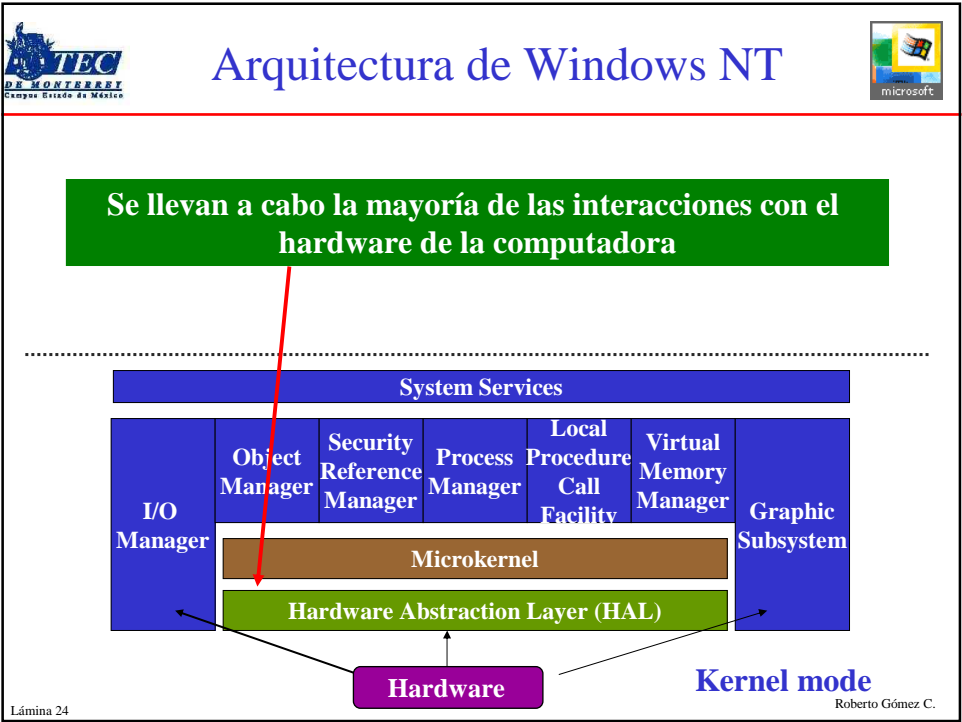 TEC
DE MONTERREY
Campus Estado de México
Arquitectura de Windows NT
microsoft
Se llevan a cabo la mayoría de las interacciones con el
hardware de la computadora
System Services
I/O
Manager
Object
Manager
Security
Reference
Manager
Process
Manager
Local
Procedure
Call
Facility
Virtual
Memory
Manager
Graphic
Subsystem
Microkernel
Hardware Abstraction Layer (HAL)
Hardware
Kernel mode
Lámina 24
Roberto Gómez C.